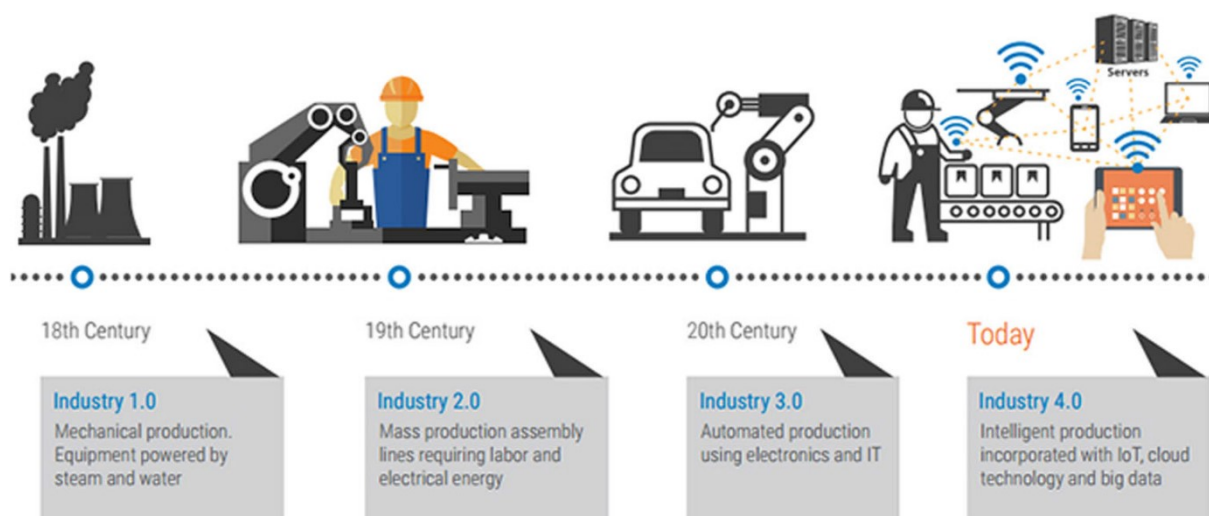 Servers
18th Century
Industry 1.0
Mechanical production.
Equipment powered by
steam and water
19th Century
Industry 2.0
Mass production assembly
lines requiring labor and
electrical energy
20th Century
Industry 3.0
Automated production
using electronics and IT
Today
Industry 4.0
Intelligent production
incorporated with IoT, cloud
technology and big data